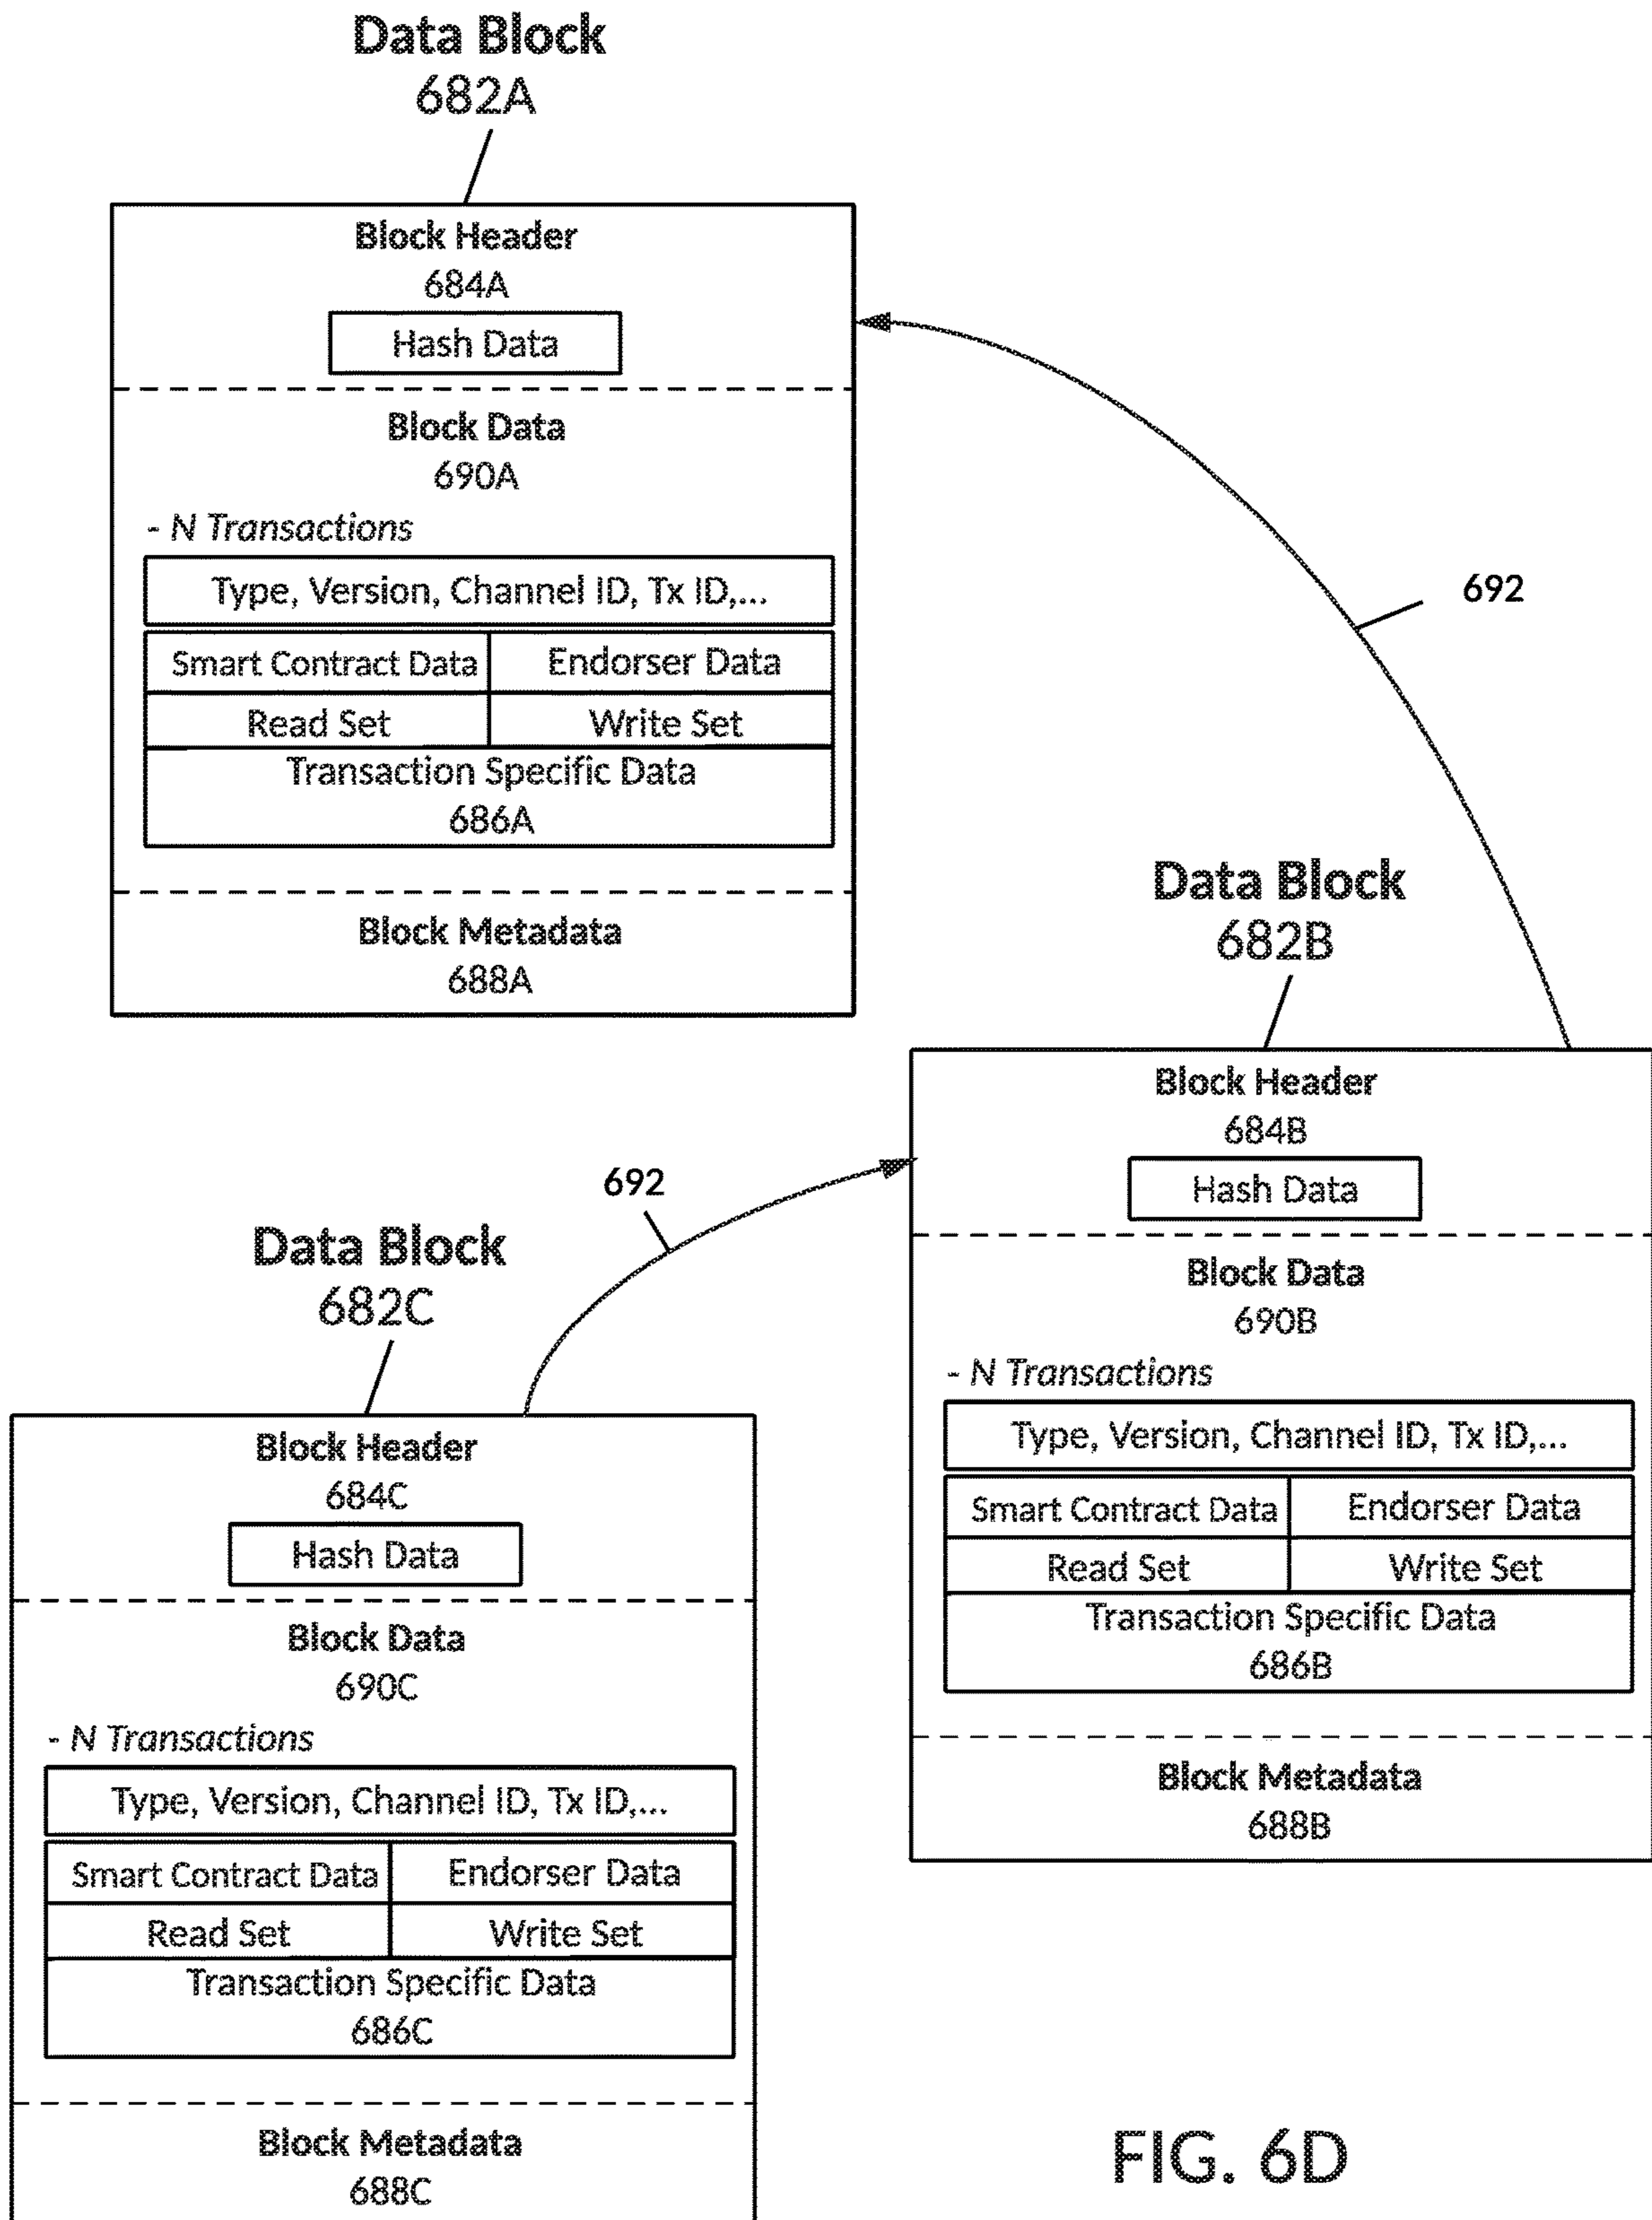 Data Block
682A
Block Header
684A
Hash Data
Block Data
690A
- N Transactions
Type, Version, Channel ID, Tx ID,...
Smart Contract Data Endorser Data
Read Set Write Set
Transaction Specific Data
686A
Block Metadata
688A
692
Data Block
682B
Block Header
684B
Hash Data
Block Data
690B
- N Transactions
Type, Version, Channel ID, Tx ID,...
Smart Contract Data Endorser Data
Read Set Write Set
Transaction Specific Data
686B
Block Metadata
688B
692
Data Block
682C
Block Header
684C
Hash Data
Block Data
690C
- N Transactions
Type, Version, Channel ID, Tx ID,...
Smart Contract Data Endorser Data
Read Set Write Set
Transaction Specific Data
686C
Block Metadata
688C
FIG. 6D